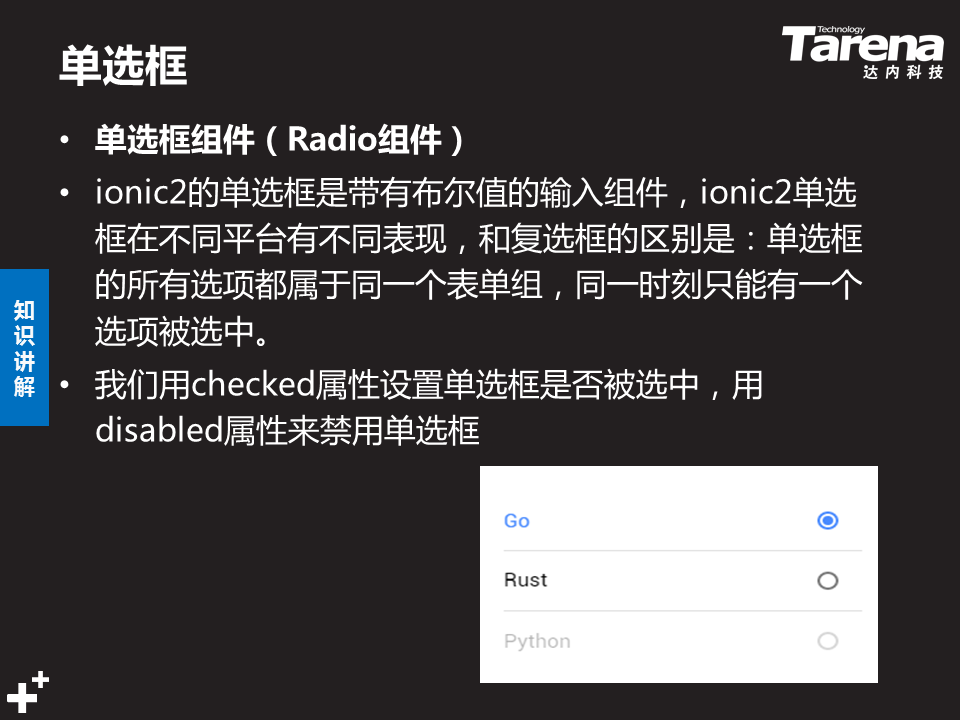 单选框
Technology
Tarena
达内科技
• 单选框组件（Radio组件）
• ionic2的单选框是带有布尔值的输入组件，ionic2单选
框在不同平台有不同表现，和复选框的区别是：单选框
的所有选项都属于同一个表单组，同一时刻只能有一个
选项被选中。
• 我们用checked属性设置单选框是否被选中，用
disabled属性来禁用单选框
知
识
讲
解
Go
Rust
Python